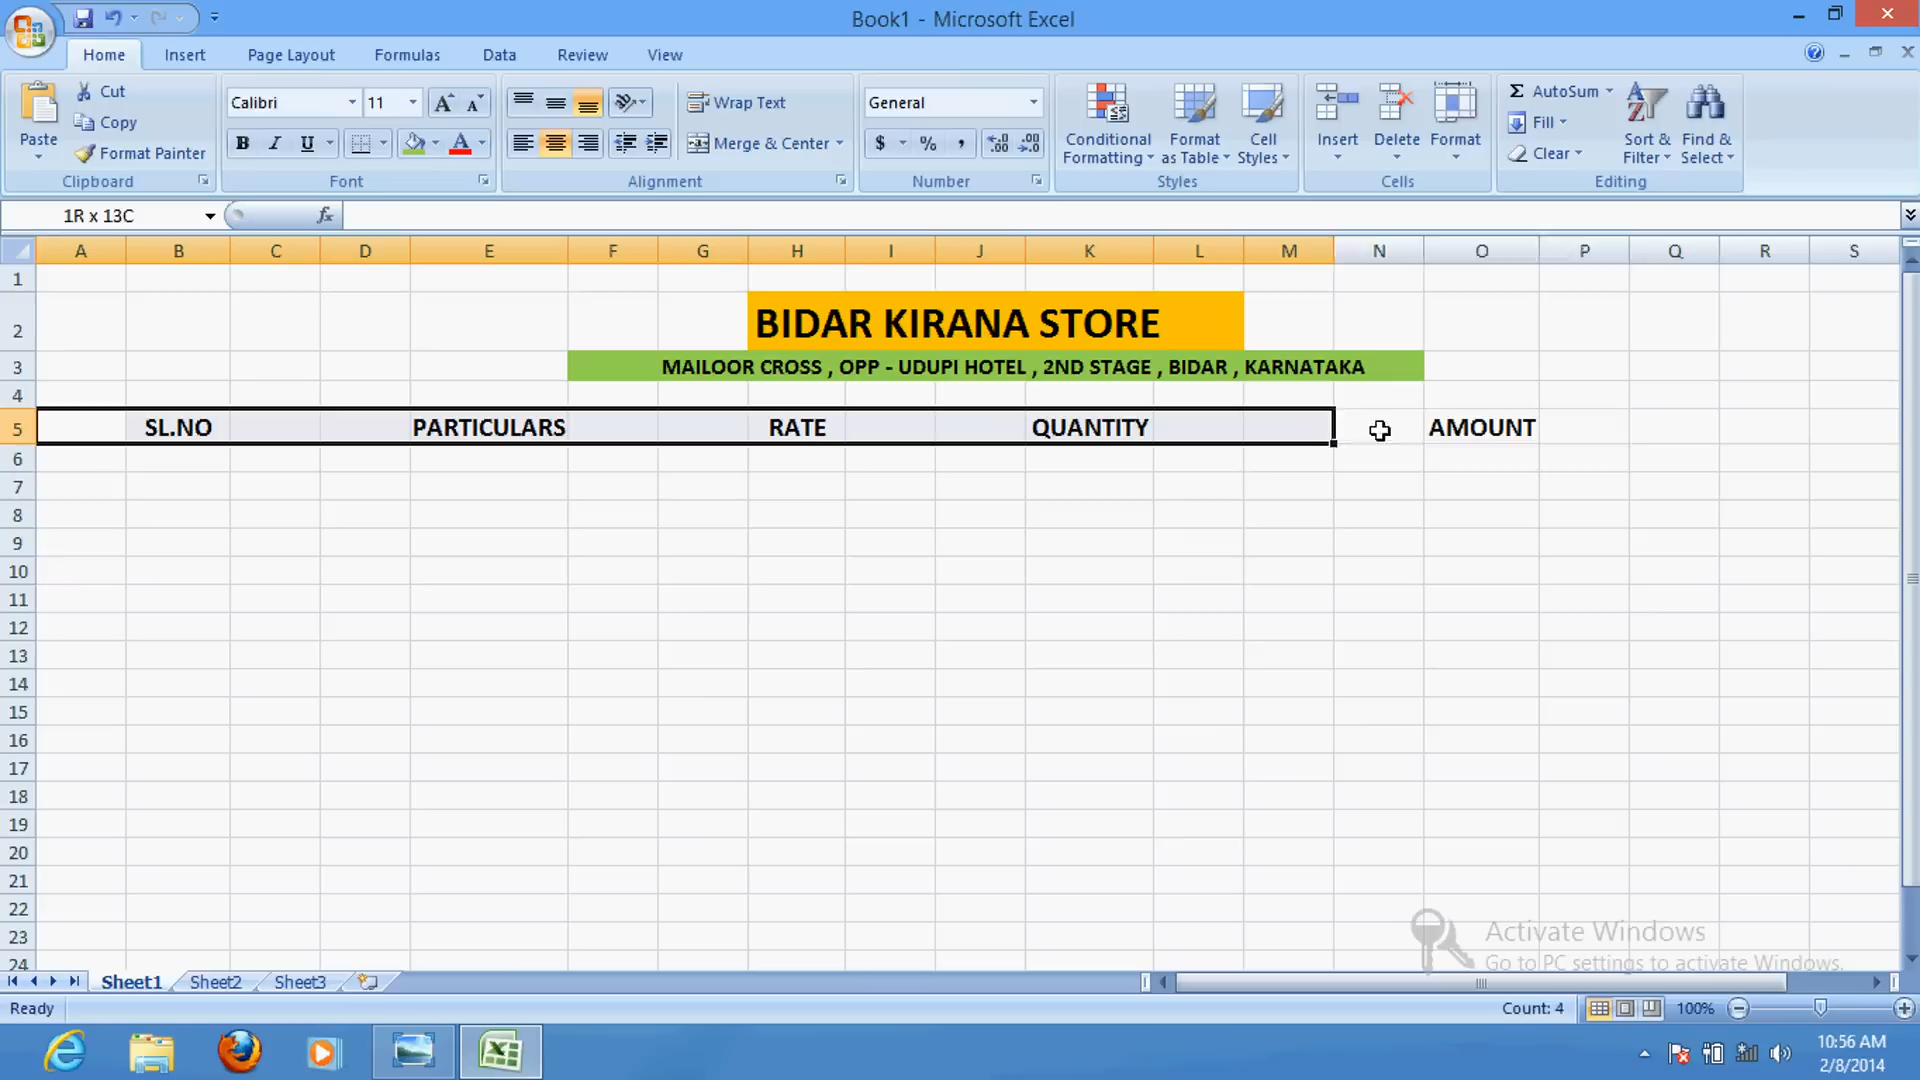 Book1 - Microsoft Excel
Home Insert Page Layout Formulas Data Review View
Paste
Cut
Copy
Format Painter
Clipboard
Calibri 11
B I U A
Font
Wrap Text
Merge & Center
Alignment
General
$ % ,
Number
Conditional Formatting
Format as Table
Cell Styles
Styles
Insert Delete Format
Cells
Σ AutoSum
Fill
Clear
Sort & Filter
Find & Select
Editing
1R x 13C fx
A B C D E F G H I J K L M N O P Q R S
1
2 BIDAR KIRANA STORE
3 MAILOOR CROSS , OPP - UDUPI HOTEL , 2ND STAGE , BIDAR , KARNATAKA
4
5 SL.NO PARTICULARS RATE QUANTITY AMOUNT
6
7
8
9
10
11
12
13
14
15
16
17
18
19
20
21
22
23
24
Activate Windows
Go to PC settings to activate Windows.
Sheet1 Sheet2 Sheet3
Ready Count: 4 100%
10:56 AM
2/8/2014